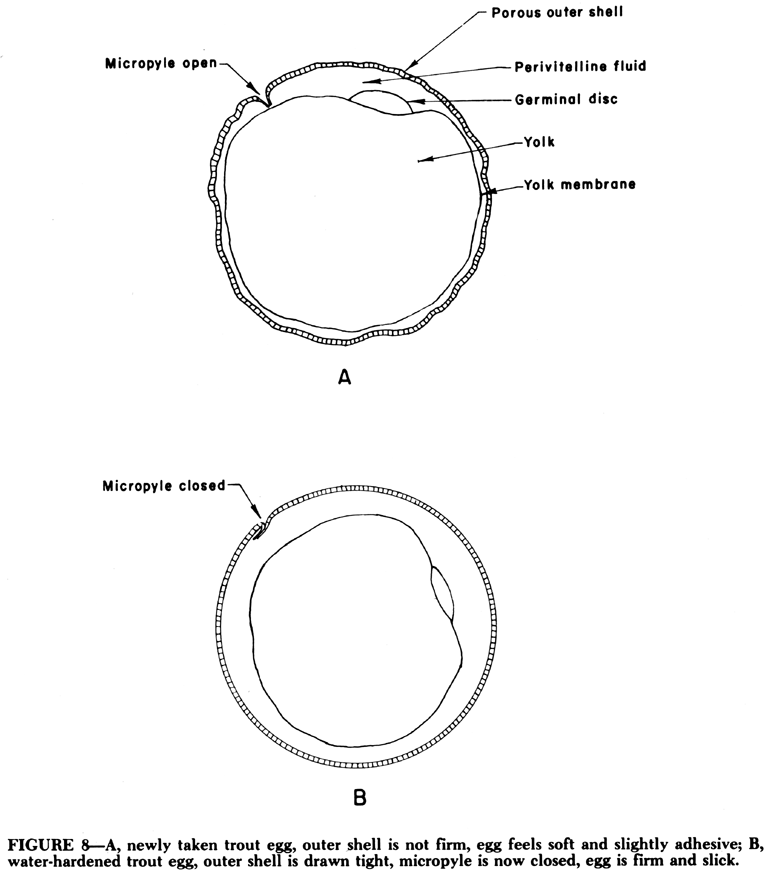 Porous outer shell
Micropyle open
Perivitelline fluid
Germinal disc
Yolk
Yolk membrane
A
Micropyle closed
B
FIGURE 8—A, newly taken trout egg, outer shell is not firm, egg feels soft and slightly adhesive; B,
water-hardened trout egg, outer shell is drawn tight, micropyle is now closed, egg is firm and slick.